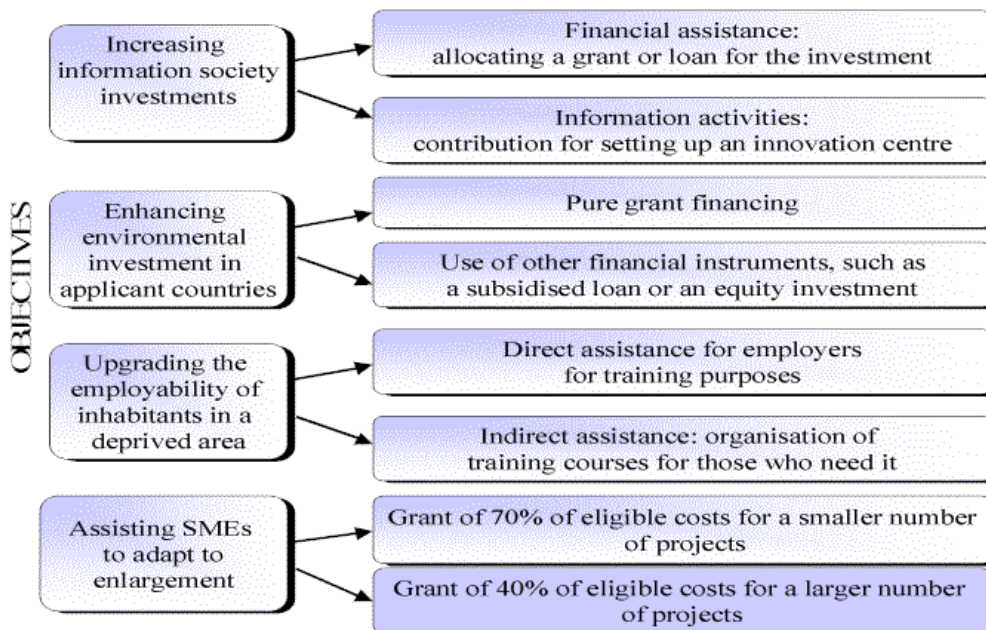 OBJECTIVES
Increasing
information society
investments
Financial assistance:
allocating a grant or loan for the investment
Information activities:
contribution for setting up an innovation centre
Enhancing
environmental
investment in
applicant countries
Pure grant financing
Use of other financial instruments, such as
a subsidised loan or an equity investment
Upgrading the
employability of
inhabitants in a
deprived area
Direct assistance for employers
for training purposes
Indirect assistance: organisation of
training courses for those who need it
Assisting SMEs
to adapt to
enlargement
Grant of 70% of eligible costs for a smaller number
of projects
Grant of 40% of eligible costs for a larger number
of projects